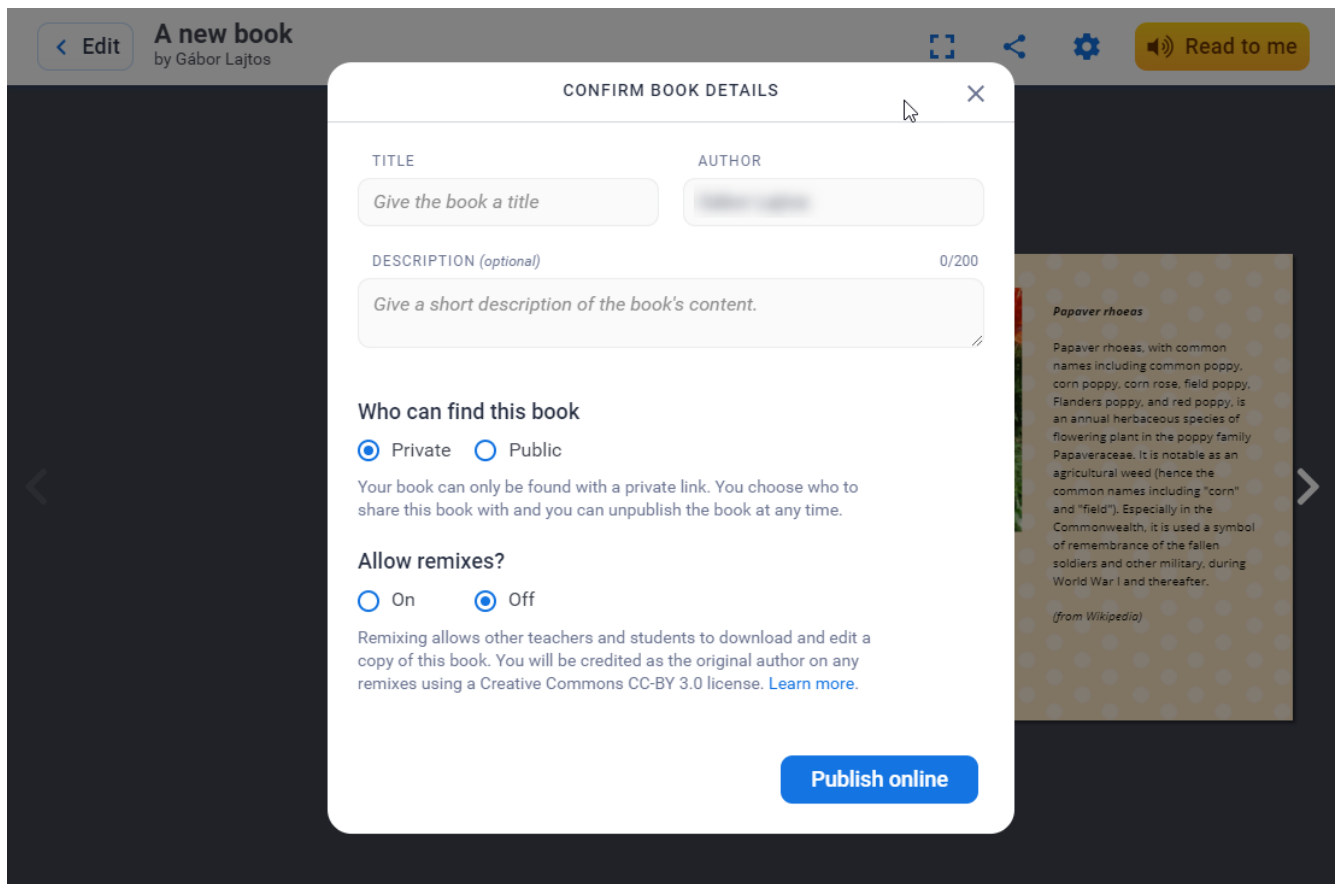 Edit
A new book
by Gábor Lajtos
Read to me
CONFIRM BOOK DETAILS
TITLE
AUTHOR
Give the book a title
DESCRIPTION (optional)
0/200
Give a short description of the book's content.
Who can find this book
Private
Public
Your book can only be found with a private link. You choose who to
share this book with and you can unpublish the book at any time.
Allow remixes?
On
Off
Remixing allows other teachers and students to download and edit a
copy of this book. You will be credited as the original author on any
remixes using a Creative Commons CC-BY 3.0 license. Learn more.
Publish online
Papaver rhoeas
Papaver rhoeas, with common
names including common poppy,
corn poppy, corn rose, field poppy,
Flanders poppy, and red poppy, is
an annual herbaceous species of
flowering plant in the poppy family
Papaveraceae. It is notable as an
agricultural weed (hence the
common names including "corn"
and "field"). Especially in the
Commonwealth, it is used a symbol
of remembrance of the fallen
soldiers and other military, during
World War I and thereafter.
(from Wikipedia)